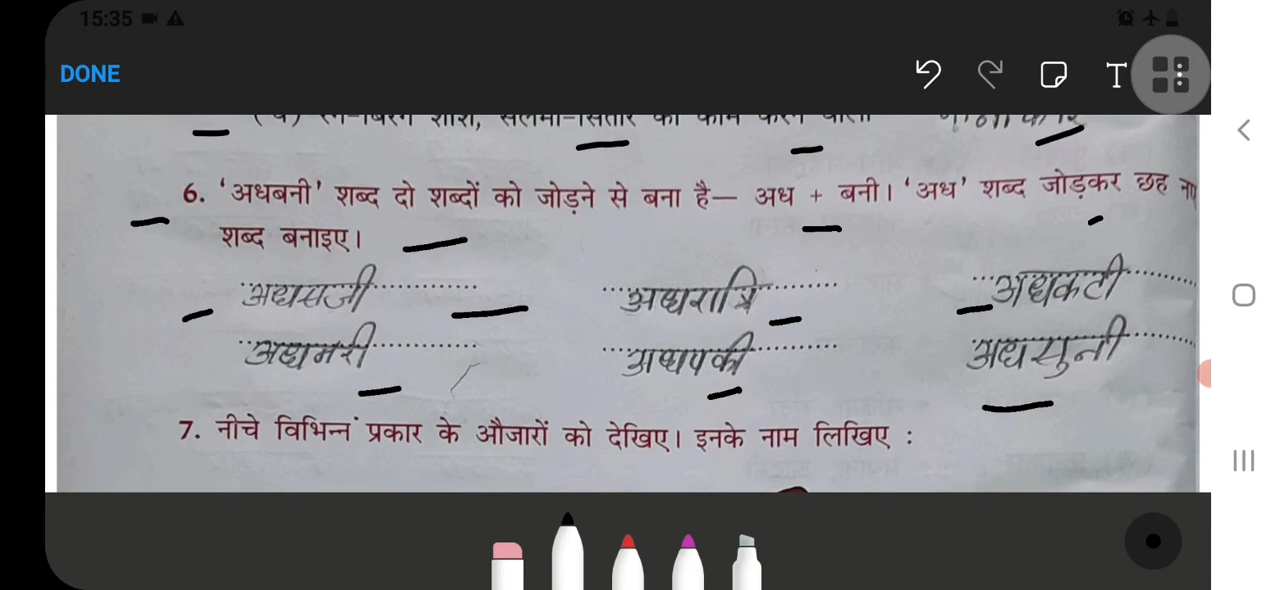 15:35
DONE
T
6. ‘अधबनी’ शब्द दो शब्दों को जोड़ने से बना है— अध + बनी। ‘अध’ शब्द जोड़कर छह
शब्द बनाइए।
अधसजी अधरात्रि अधकटी
अधमरी अधपकी अधसुनी
7. नीचे विभिन्न प्रकार के औजारों को देखिए। इनके नाम लिखिए :